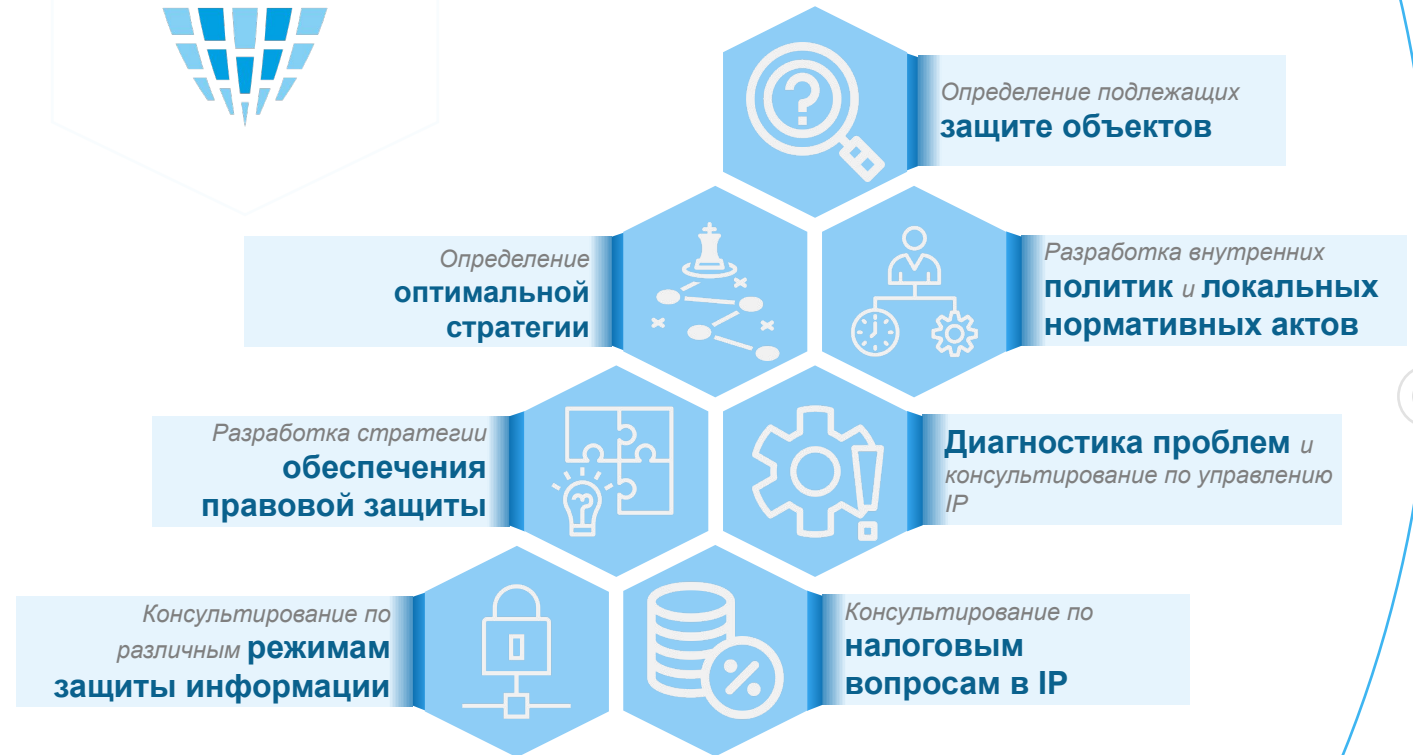 Определение подлежащих
защите объектов
Определение
оптимальной
стратегии
Разработка внутренних
политик и локальных
нормативных актов
Разработка стратегии
обеспечения
правовой защиты
Диагностика проблем и
консультирование по управлению
IP
Консультирование по
различным режимам
защиты информации
Консультирование по
налоговым
вопросам в IP